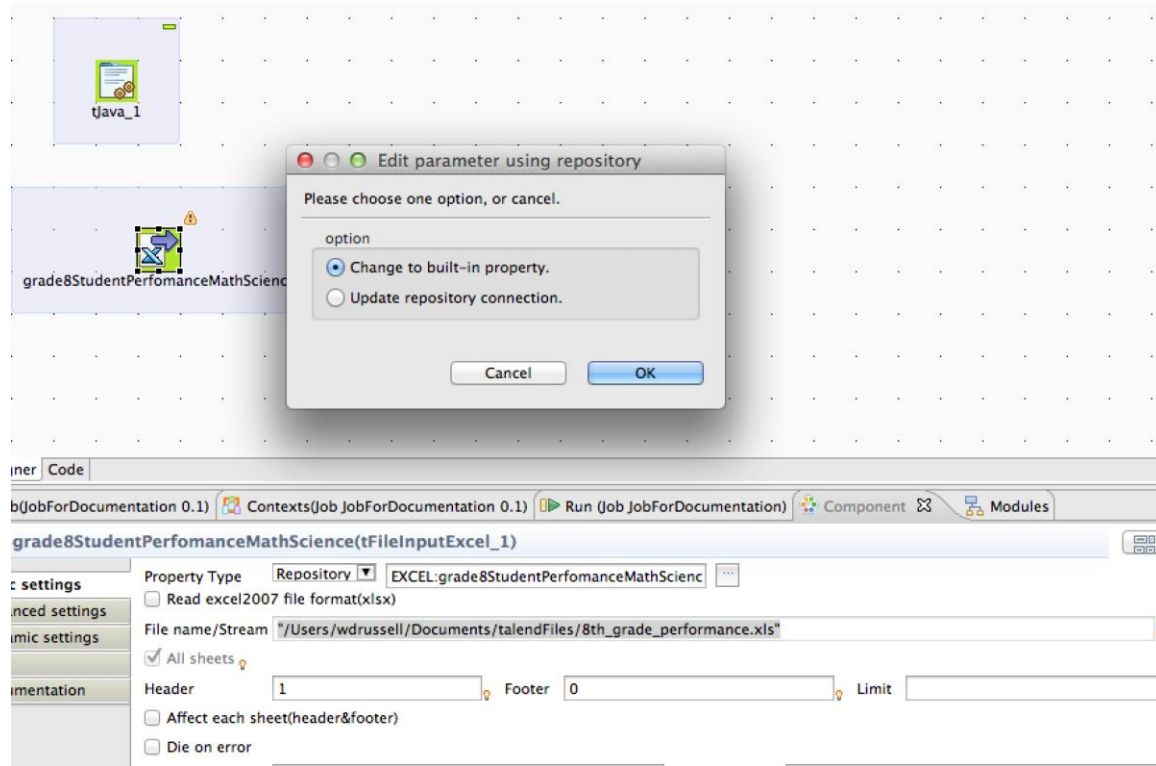 tJava_1
Edit parameter using repository
Please choose one option, or cancel.
option
Change to built-in property.
Update repository connection.
Cancel OK
grade8StudentPerfomanceMathScienc
gner Code
b(JobForDocumentation 0.1) Contexts(Job JobForDocumentation 0.1) Run (Job JobForDocumentation) Component Modules
grade8StudentPerfomanceMathScience(tFileInputExcel_1)
c settings
Property Type Repository EXCEL:grade8StudentPerfomanceMathScienc ...
Read excel2007 file format(xlsx)
nced settings
File name/Stream "/Users/wdrussell/Documents/talendFiles/8th_grade_performance.xls"
mic settings
All sheets
umentation
Header 1 Footer 0 Limit
Affect each sheet(header&footer)
Die on error